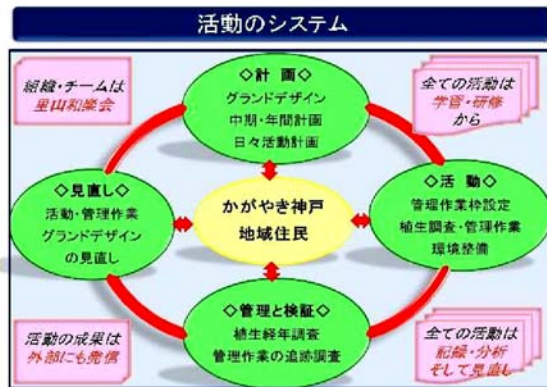 活動のシステム
組織・チームは
里山和楽会
◇計 画◇
グランドデザイン
中期・年間計画
日々活動計画
全ての活動は
学習・研修
から
◇見直し◇
活動・管理作業
グランドデザイン
の見直し
かがやき神戸
地域住民
◇活 動◇
管理作業枠設定
植生調査・管理作業
環境整備
活動の成果は
外部にも発信
◇管理と検証◇
植生経年調査
管理作業の追跡調査
全ての活動は
記録・分析
そして見直し